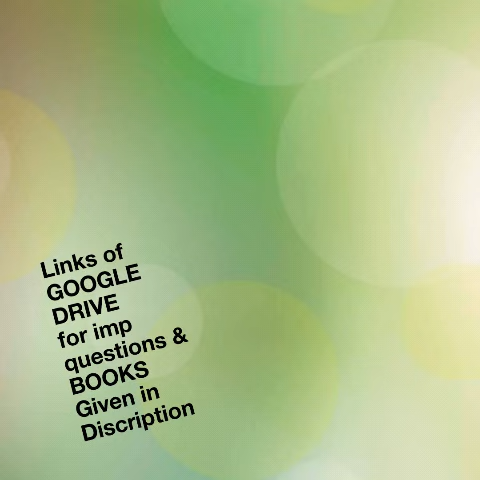 Links of
GOOGLE
DRIVE
for imp
questions &
BOOKS
Given in
Discription